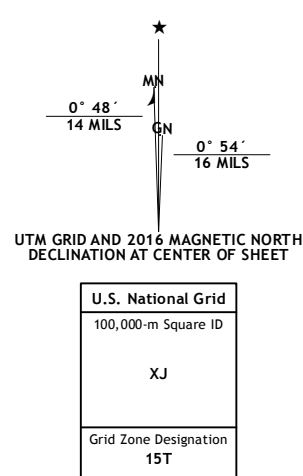 ★
MN
0° 48´
14 MILS
GN
0° 54´
16 MILS
UTM GRID AND 2016 MAGNETIC NORTH
DECLINATION AT CENTER OF SHEET
U.S. National Grid
100,000-m Square ID
XJ
Grid Zone Designation
15T